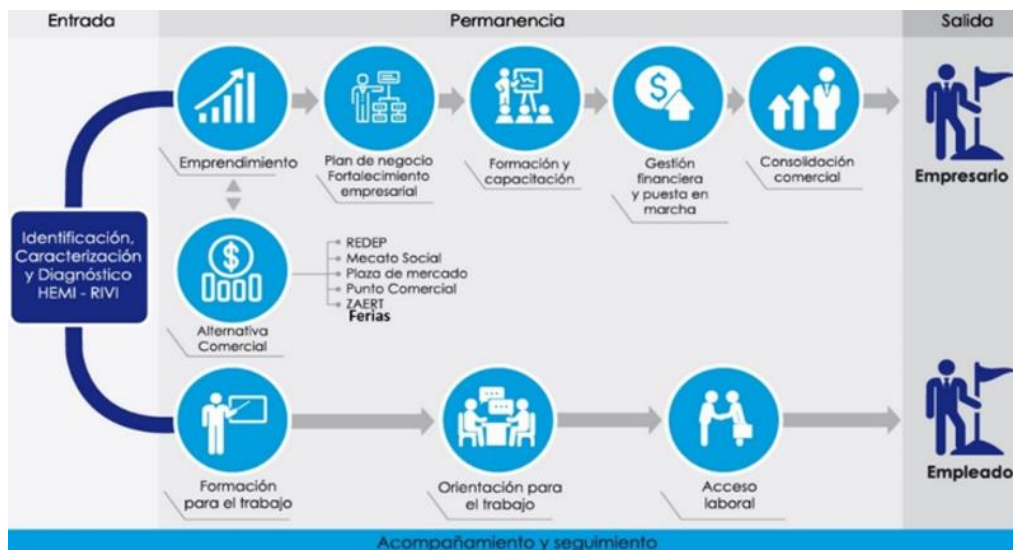 Entrada
Permanencia
Salida
Emprendimiento
Plan de negocio
Fortalecimiento
empresarial
Formación y
capacitación
Gestión
financiera
y puesta en
marcha
Consolidación
comercial
Empresario
Identificación,
Caracterización
y Diagnóstico
HEMI - RIVI
Alternativa
Comercial
REDEP
Mecato Social
Plaza de mercado
Punto Comercial
ZAERT
Ferias
Formación
para el trabajo
Orientación para
el trabajo
Acceso
laboral
Empleado
Acompañamiento y seguimiento